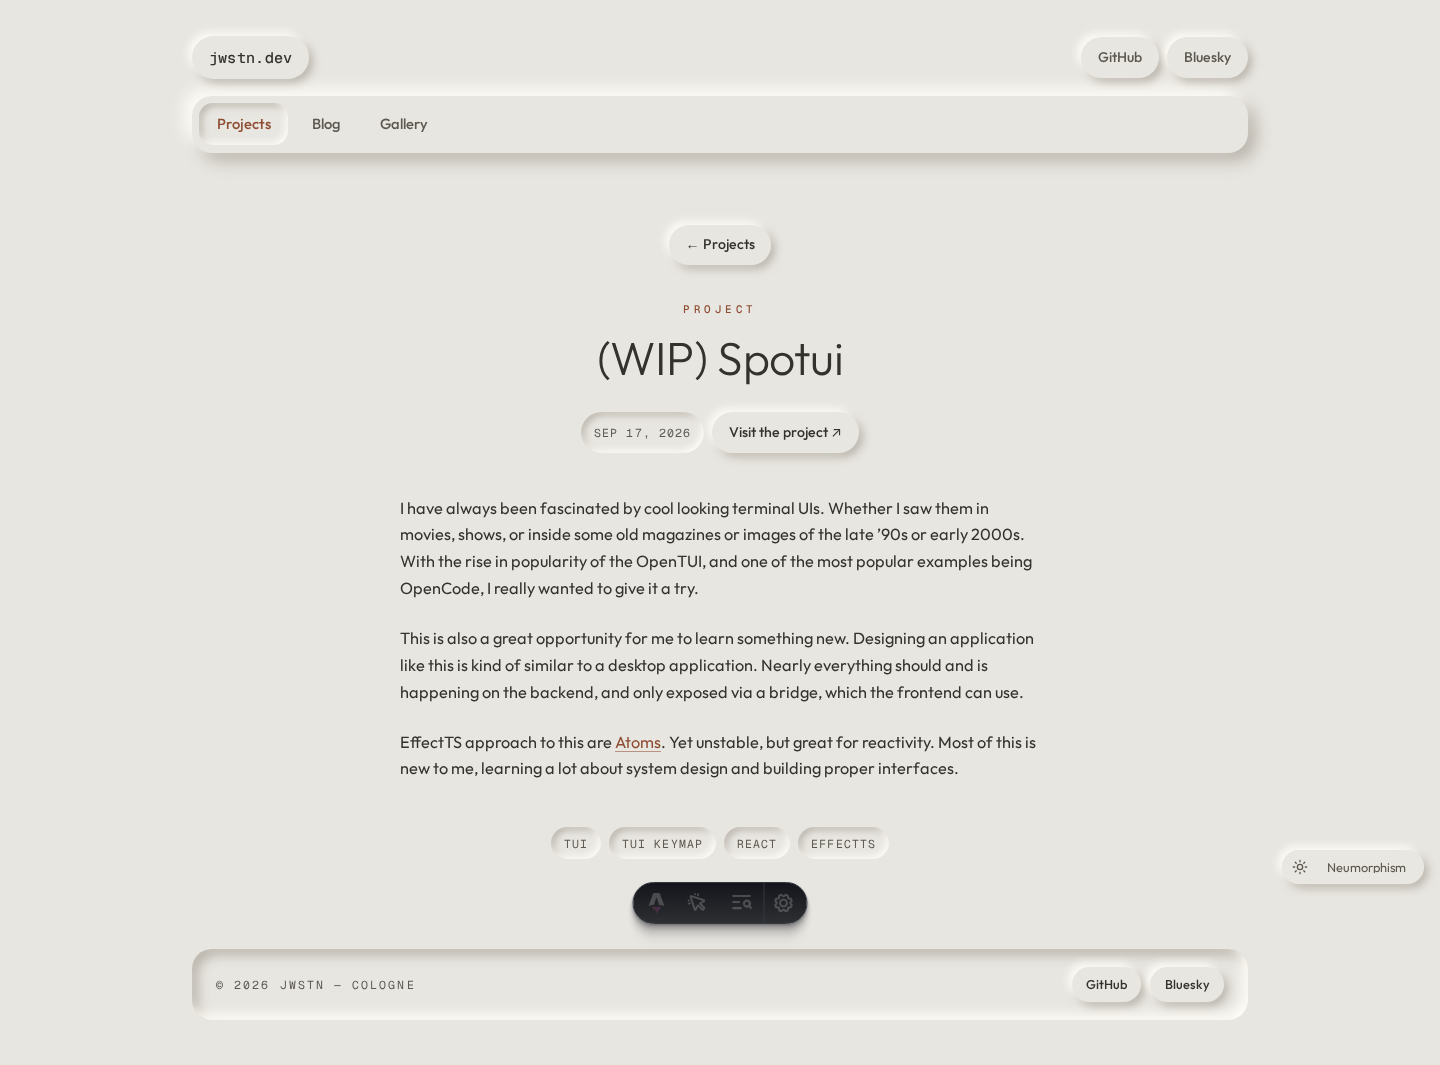 jwstn.dev
GitHub
Bluesky
Projects
Blog
Gallery
← Projects
PROJECT
(WIP) Spotui
SEP 17, 2026
Visit the project ↗
I have always been fascinated by cool looking terminal UIs. Whether I saw them in
movies, shows, or inside some old magazines or images of the late ’90s or early 2000s.
With the rise in popularity of the OpenTUI, and one of the most popular examples being
OpenCode, I really wanted to give it a try.
This is also a great opportunity for me to learn something new. Designing an application
like this is kind of similar to a desktop application. Nearly everything should and is
happening on the backend, and only exposed via a bridge, which the frontend can use.
EffectTS approach to this are Atoms. Yet unstable, but great for reactivity. Most of this is
new to me, learning a lot about system design and building proper interfaces.
TUI
TUI KEYMAP
REACT
EFFECTTS
Neumorphism
© 2026 JWSTN — COLOGNE
GitHub
Bluesky